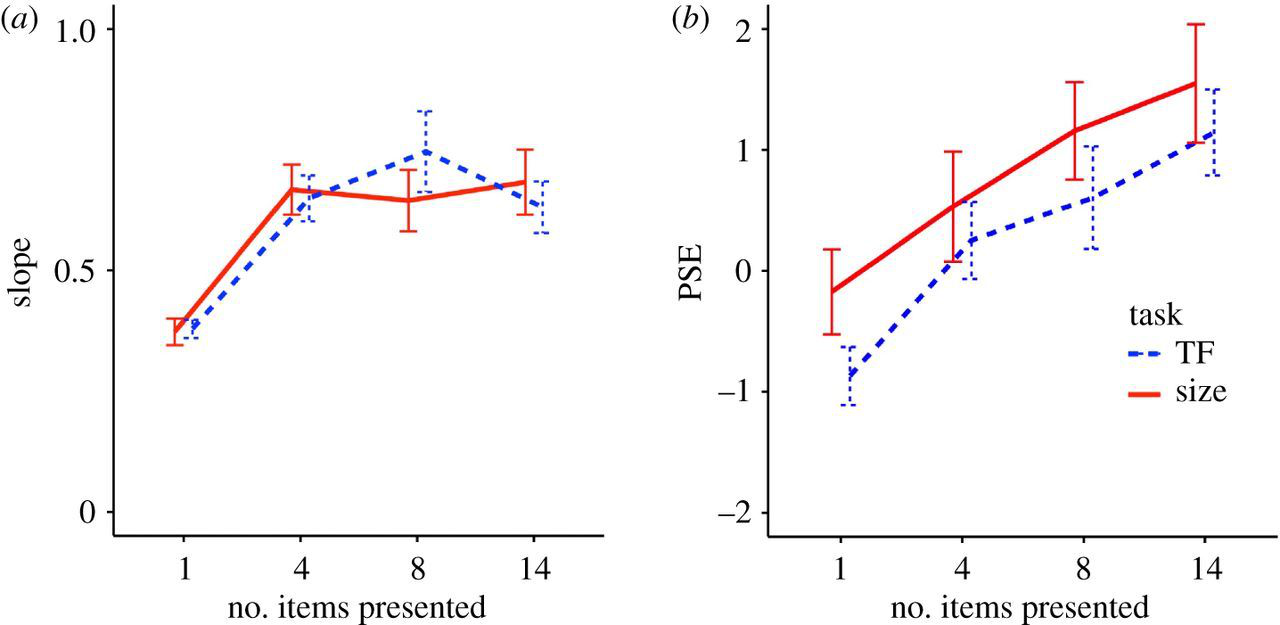 (a)
1.0
0.5
0
slope
1 4 8 14
no. items presented
(b)
2
1
0
−1
−2
PSE
task
TF
size
1 4 8 14
no. items presented